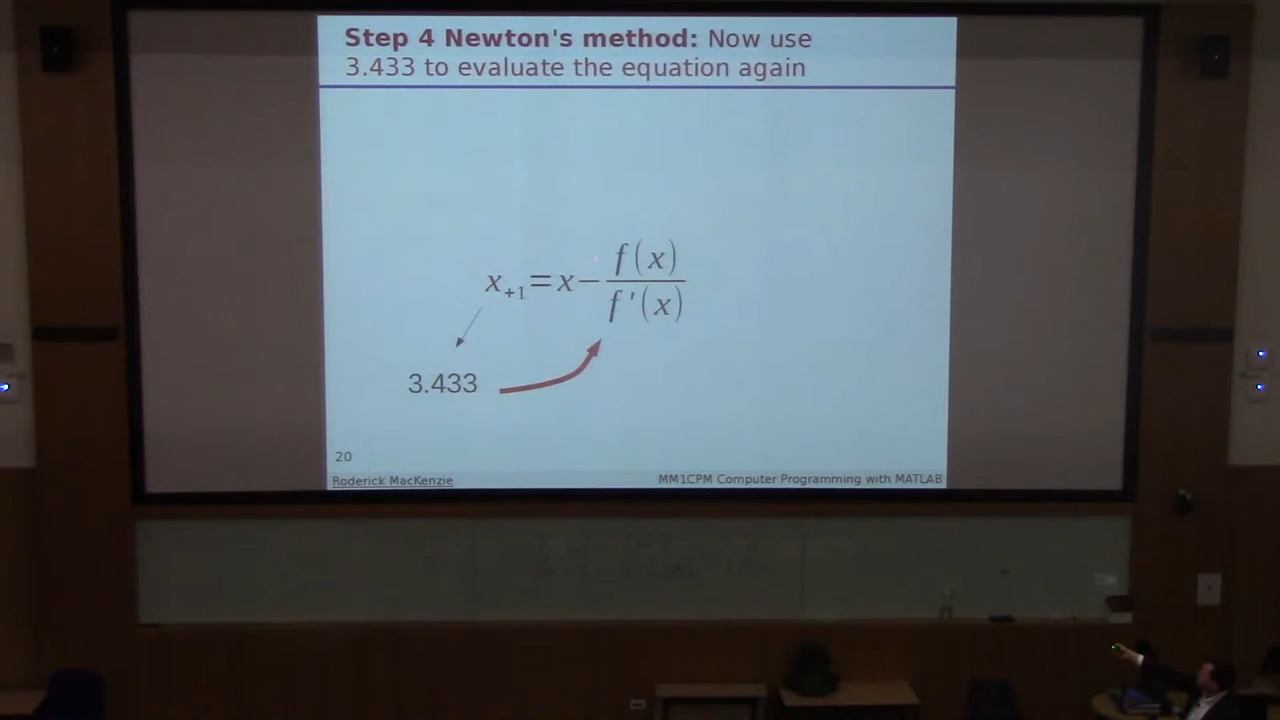 Step 4 Newton's method: Now use
3.433 to evaluate the equation again
x₊₁=x−f(x)/f'(x)
3.433
20
Roderick MacKenzie
MM1CPM Computer Programming with MATLAB